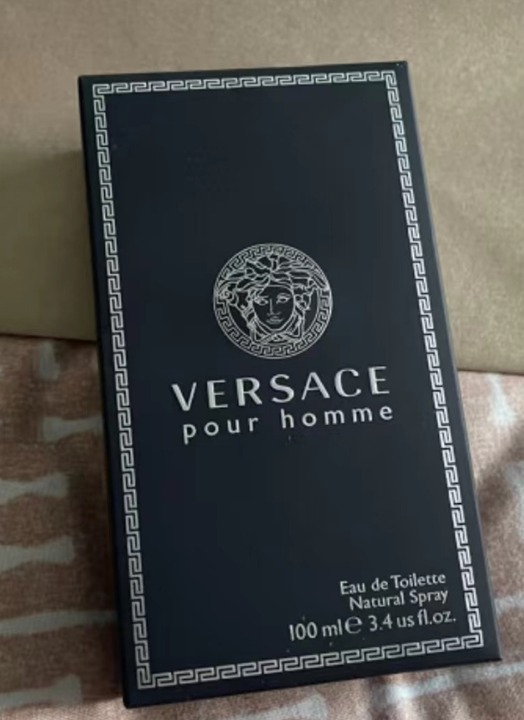 VERSACE
pour homme
Eau de Toilette
Natural Spray
100 ml ℮ 3.4 us fl.oz.